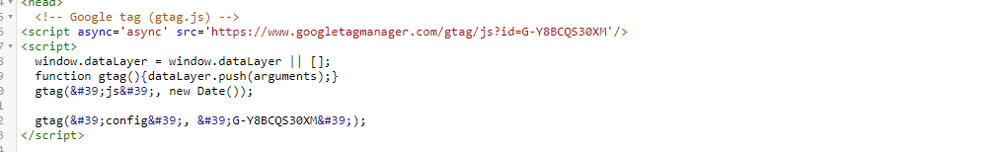 <head>
5 <!-- Google tag (gtag.js) -->
<script async='async' src='https://www.googletagmanager.com/gtag/js?id=G-Y8BCQS30XM'/>
7 <script>
window.dataLayer = window.dataLayer || [];
function gtag(){dataLayer.push(arguments);}
gtag(&#39;js&#39;, new Date());
gtag(&#39;config&#39;, &#39;G-Y8BCQS30XM&#39;);
</script>